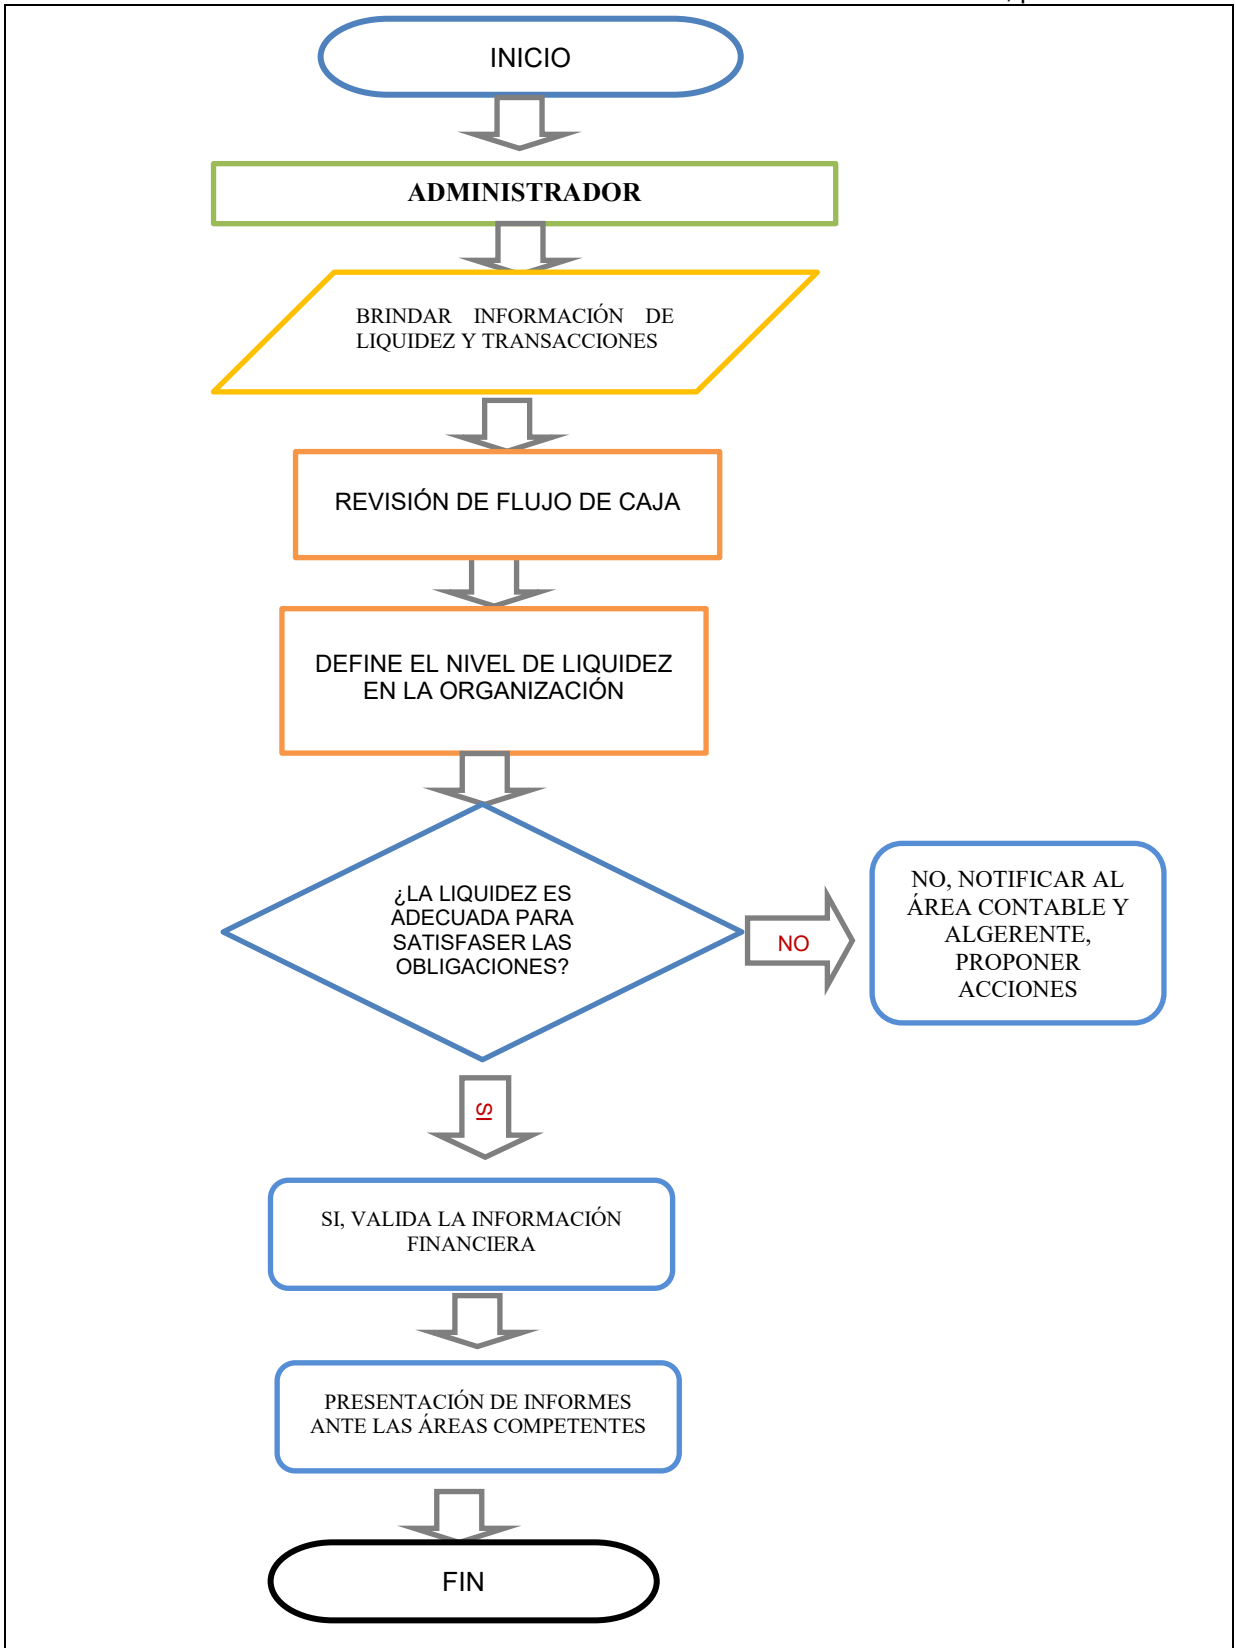 INICIO
ADMINISTRADOR
BRINDAR INFORMACIÓN DE
LIQUIDEZ Y TRANSACCIONES
REVISIÓN DE FLUJO DE CAJA
DEFINE EL NIVEL DE LIQUIDEZ
EN LA ORGANIZACIÓN
¿LA LIQUIDEZ ES
ADECUADA PARA
SATISFASER LAS
OBLIGACIONES?
NO
NO, NOTIFICAR AL
ÁREA CONTABLE Y
ALGERENTE,
PROPONER
ACCIONES
SI
SI, VALIDA LA INFORMACIÓN
FINANCIERA
PRESENTACIÓN DE INFORMES
ANTE LAS ÁREAS COMPETENTES
FIN